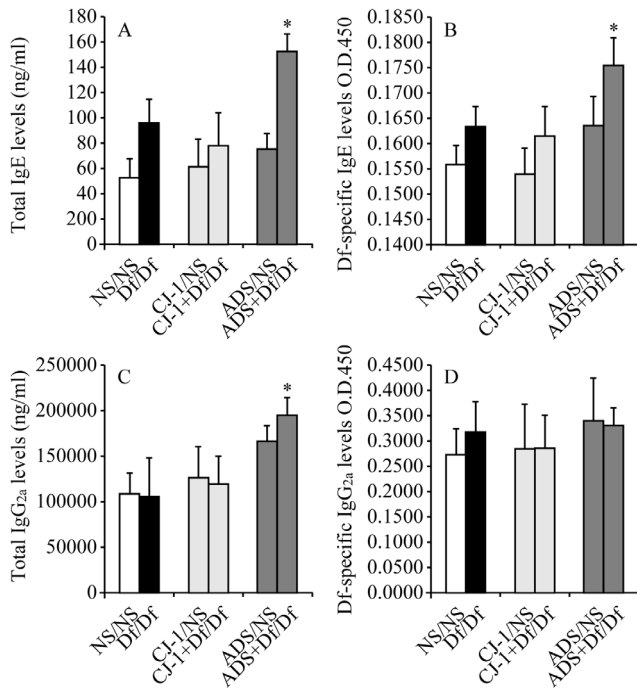 A
Total IgE levels (ng/ml)
180
160
140
120
100
80
60
40
20
0
*
NS/NS
Df/Df
CJ-1/NS
CJ-1+Df/Df
ADS/NS
ADS+Df/Df
B
Df-specific IgE levels O.D.450
0.1850
0.1800
0.1750
0.1700
0.1650
0.1600
0.1550
0.1500
0.1450
0.1400
*
NS/NS
Df/Df
CJ-1/NS
CJ-1+Df/Df
ADS/NS
ADS+Df/Df
C
Total IgG2a levels (ng/ml)
250000
200000
150000
100000
50000
0
*
NS/NS
Df/Df
CJ-1/NS
CJ-1+Df/Df
ADS/NS
ADS+Df/Df
D
Df-specific IgG2a levels O.D.450
0.4500
0.4000
0.3500
0.3000
0.2500
0.2000
0.1500
0.1000
0.0500
0.0000
NS/NS
Df/Df
CJ-1/NS
CJ-1+Df/Df
ADS/NS
ADS+Df/Df